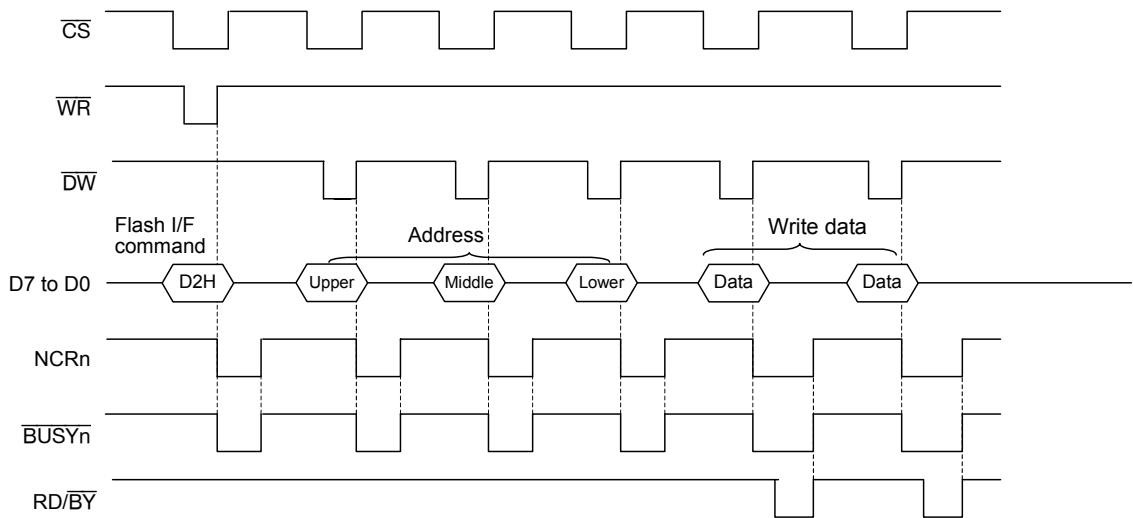 CS
WR
DW
Flash I/F
command
Address
Write data
D7 to D0
D2H
Upper
Middle
Lower
Data
Data
NCRn
BUSYn
RD/BY